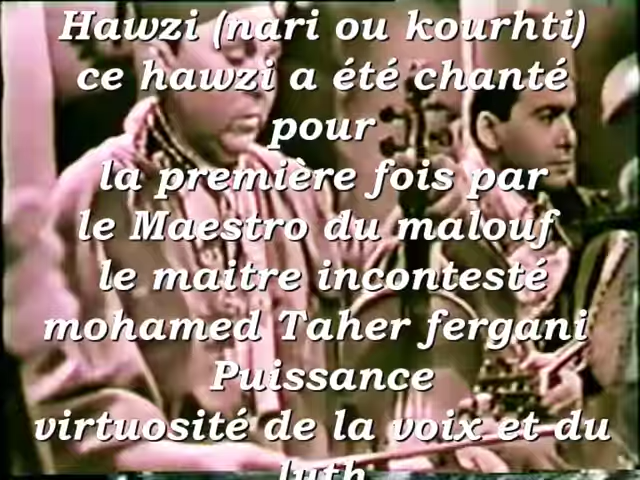 Hawzi (nari ou kourhti)
ce hawzi a été chanté
pour
la première fois par
le Maestro du malouf
le maitre incontesté
mohamed Taher fergani
Puissance
virtuosité de la voix et du
luth